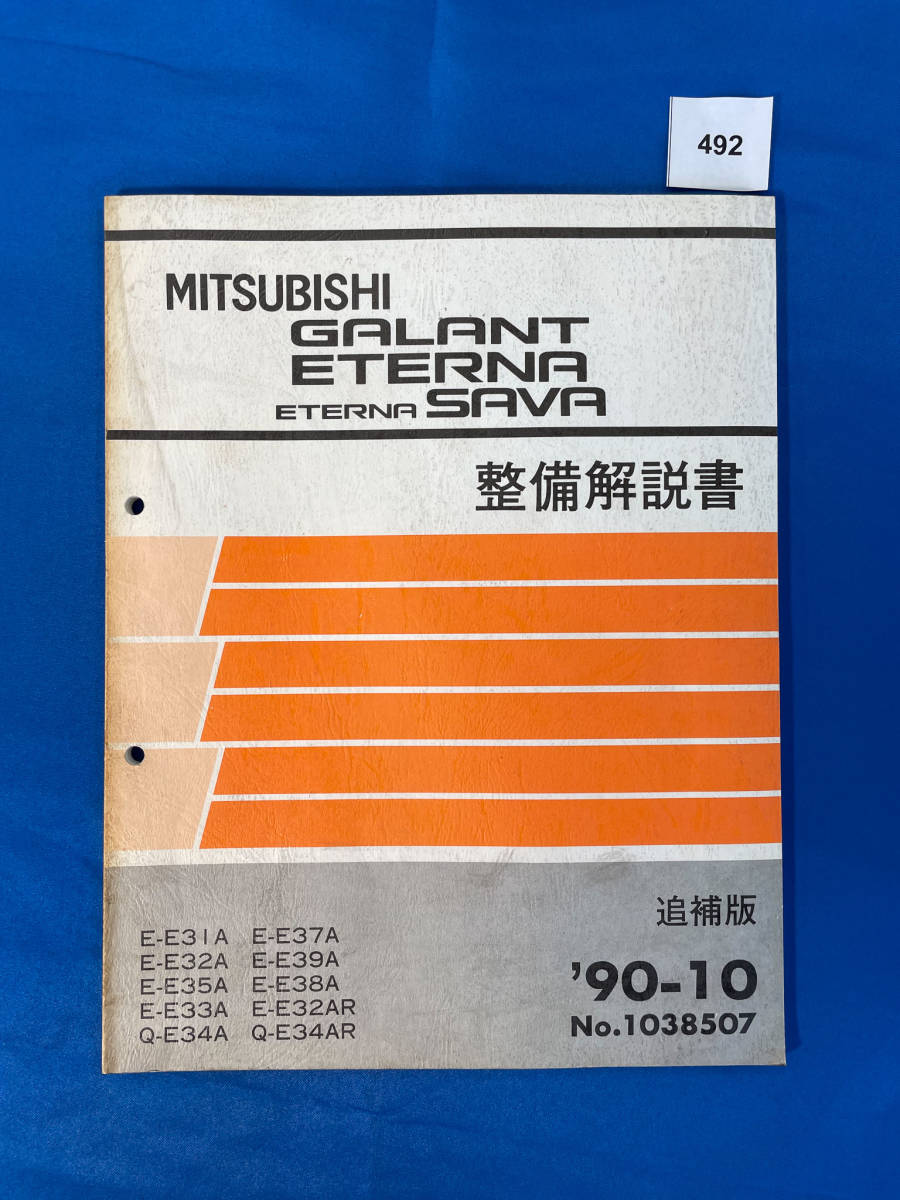 492
MITSUBISHI
GALANT
ETERNA
ETERNA SAVA
整備解説書
追補版
E-E31A E-E37A
E-E32A E-E39A
E-E35A E-E38A
E-E33A E-E32AR
Q-E34A Q-E34AR
'90-10
No.1038507